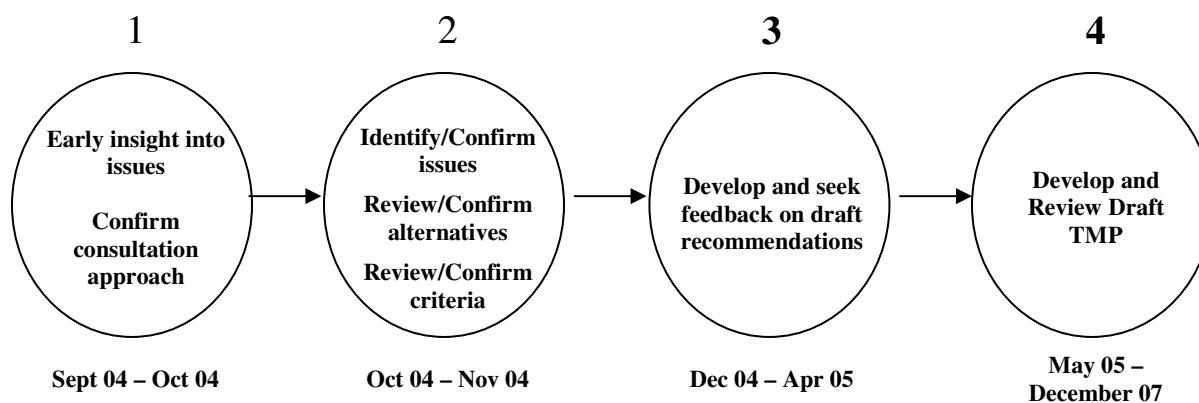 1
2
3
4
Early insight into
issues
Confirm
consultation
approach
Identify/Confirm
issues
Review/Confirm
alternatives
Review/Confirm
criteria
Develop and seek
feedback on draft
recommendations
Develop and
Review Draft
TMP
Sept 04 – Oct 04
Oct 04 – Nov 04
Dec 04 – Apr 05
May 05 –
December 07